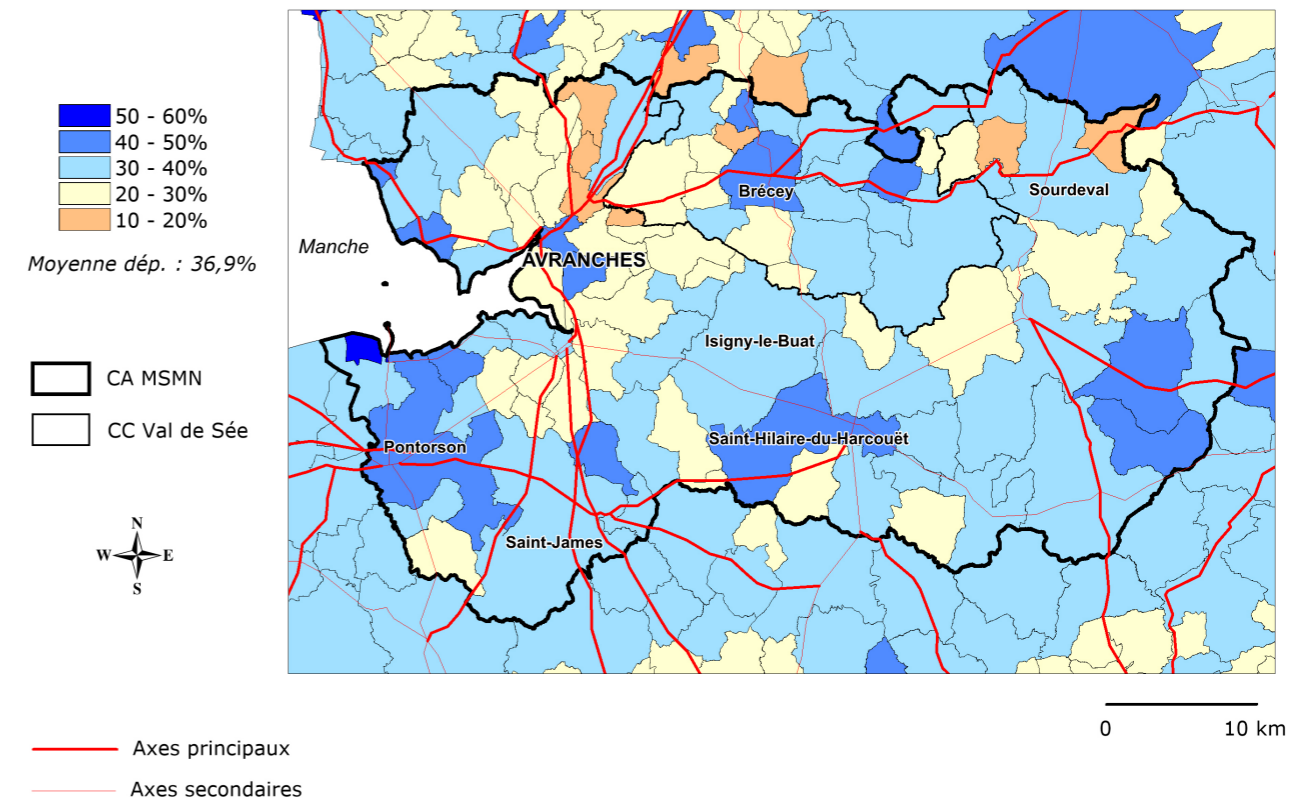 50 - 60%
40 - 50%
30 - 40%
20 - 30%
10 - 20%
Moyenne dép. : 36,9%
CA MSMN
CC Val de Sée
N
W E
S
Manche
AVRANCHES
Brécey
Sourdeval
Isigny-le-Buat
Saint-Hilaire-du-Harcouët
Pontorson
Saint-James
0 10 km
Axes principaux
Axes secondaires